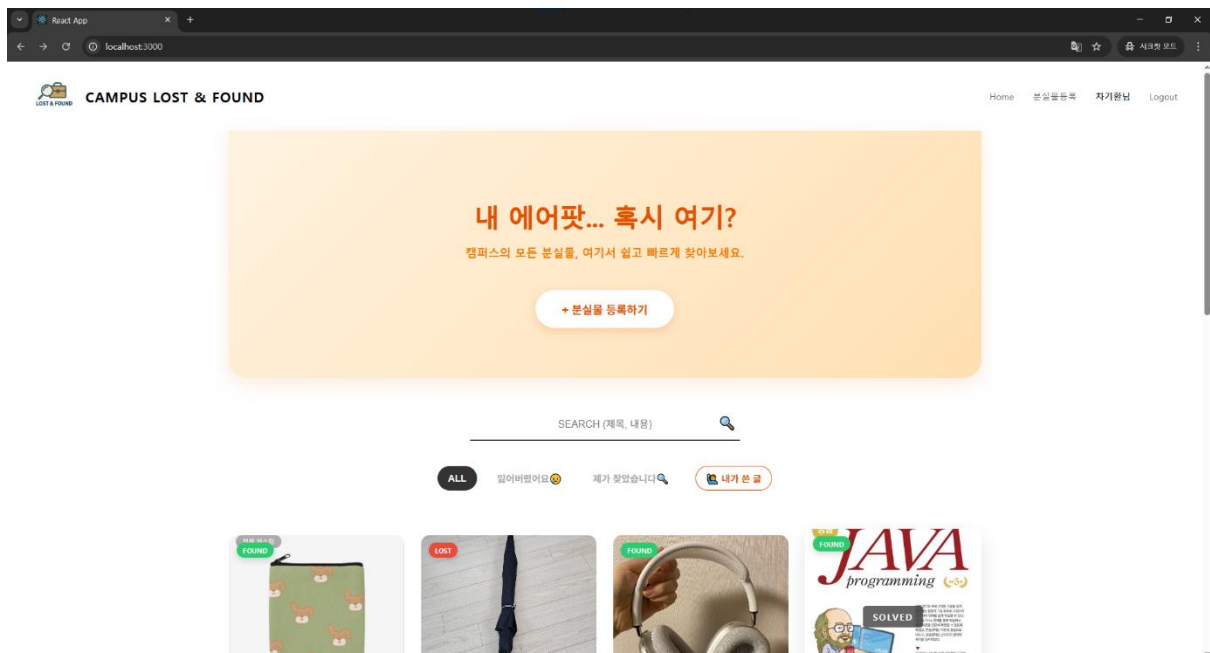 React App
localhost:3000
시크릿 모드
LOST & FOUND
CAMPUS LOST & FOUND
Home
분실물등록
차기환님
Logout
내 에어팟... 혹시 여기?
캠퍼스의 모든 분실물, 여기서 쉽고 빠르게 찾아보세요.
+ 분실물 등록하기
SEARCH (제목, 내용)
ALL
잃어버렸어요
제가 찾았습니다
내가 쓴 글
FOUND
LOST
FOUND
FOUND
JAVA
programming
SOLVED